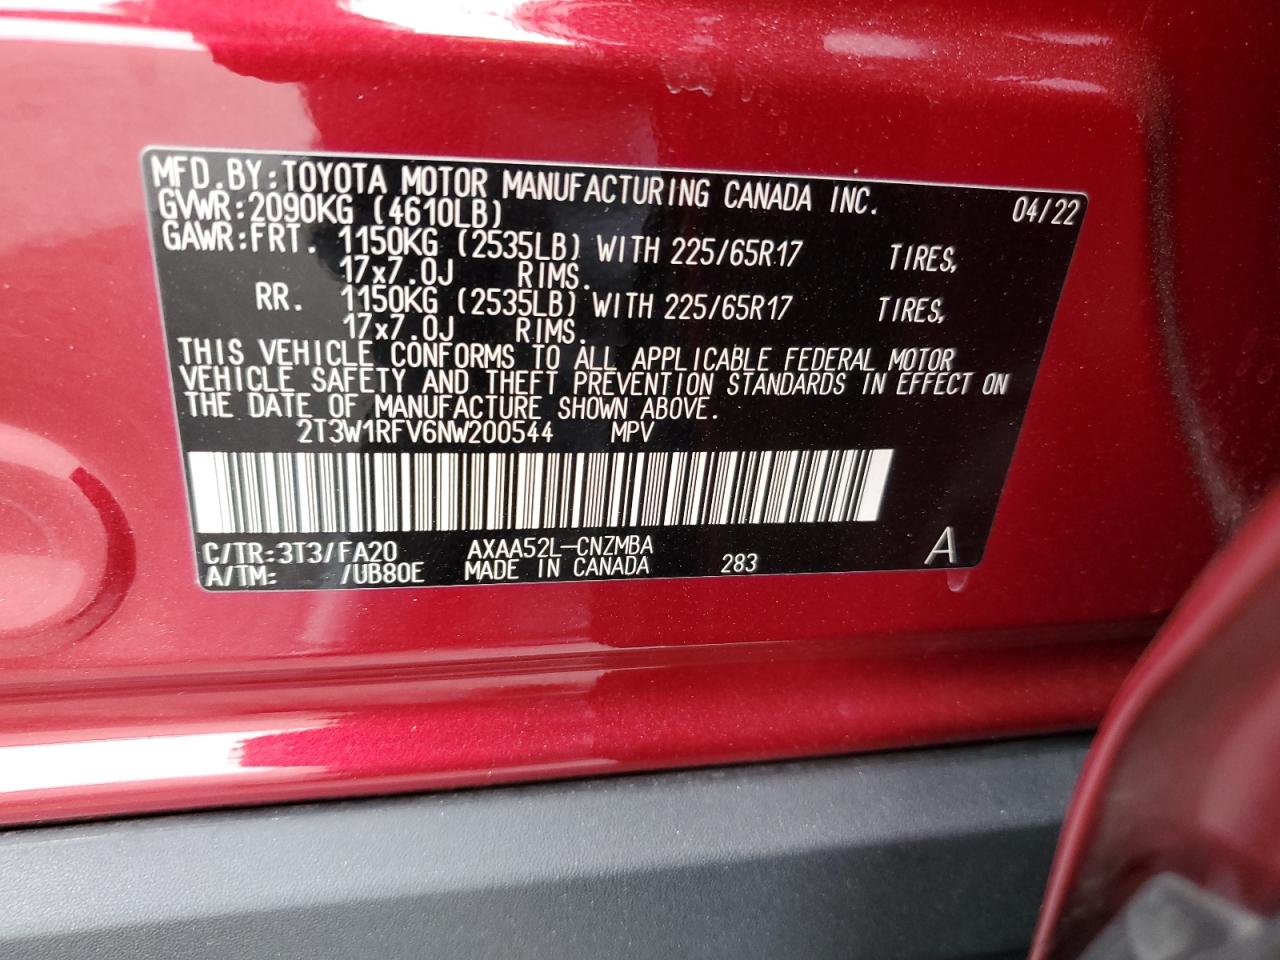 MFD.BY:TOYOTA MOTOR MANUFACTURING CANADA INC. 04/22
GVWR:2090KG (4610LB)
GAWR:FRT. 1150KG (2535LB) WITH 225/65R17 TIRES,
17x7.0J RIMS.
RR. 1150KG (2535LB) WITH 225/65R17 TIRES,
17x7.0J RIMS.
THIS VEHICLE CONFORMS TO ALL APPLICABLE FEDERAL MOTOR
VEHICLE SAFETY AND THEFT PREVENTION STANDARDS IN EFFECT ON
THE DATE OF MANUFACTURE SHOWN ABOVE.
2T3W1RFV6NW200544 MPV
C/TR:3T3/FA20 AXAA52L-CNZMBA
A/TM: /UB80E MADE IN CANADA 283 A